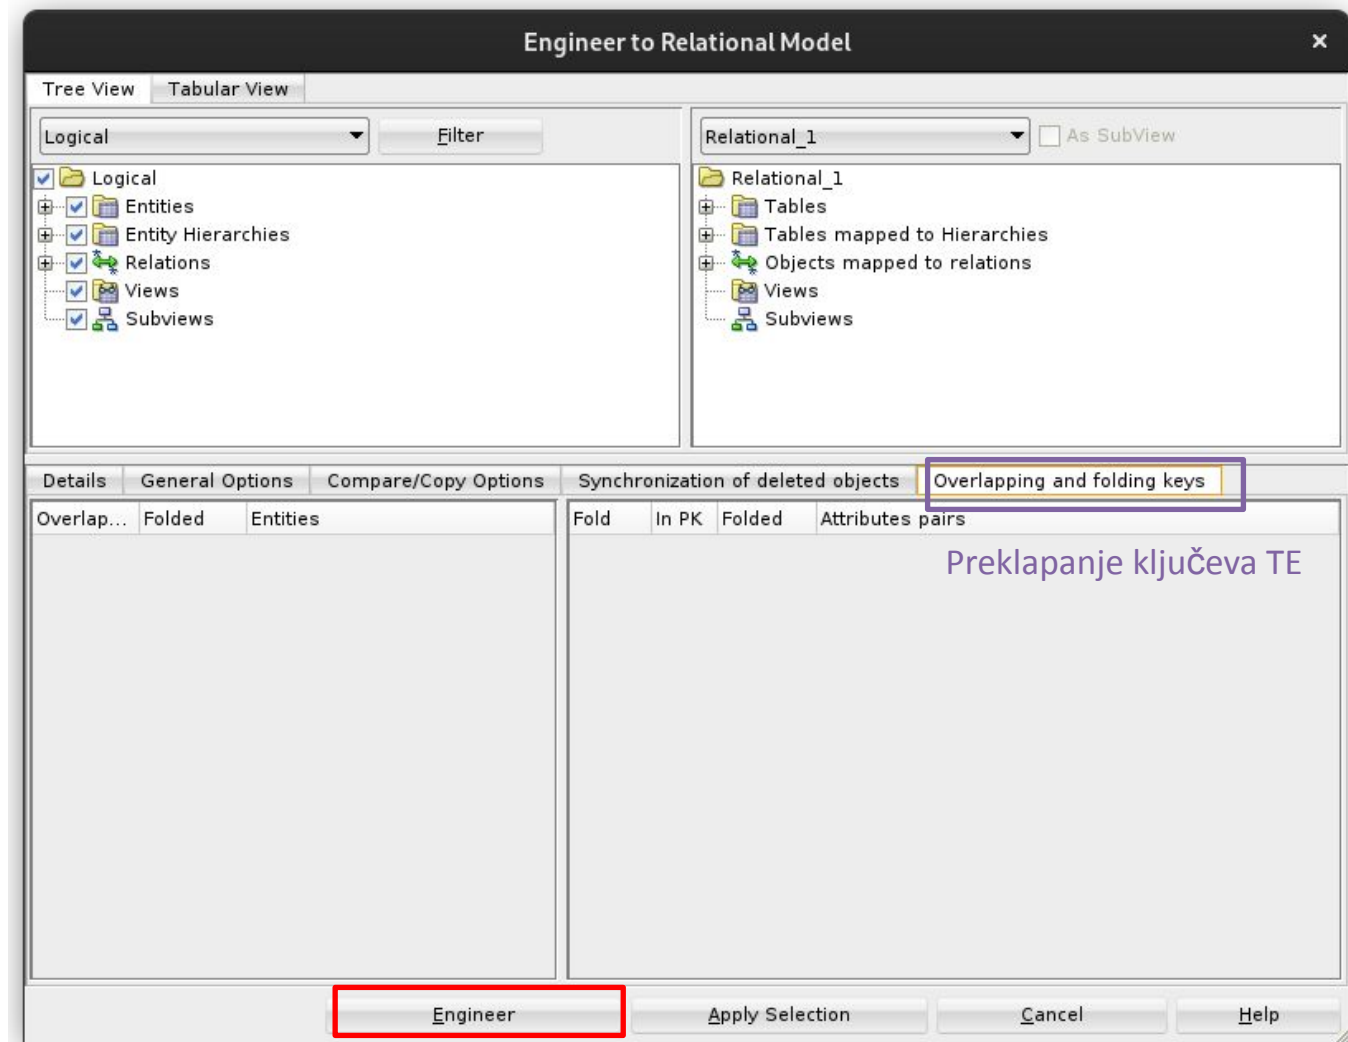 Engineer to Relational Model
Tree View Tabular View
Logical Filter Relational_1 As SubView
Logical
Entities
Entity Hierarchies
Relations
Views
Subviews
Relational_1
Tables
Tables mapped to Hierarchies
Objects mapped to relations
Views
Subviews
Details General Options Compare/Copy Options Synchronization of deleted objects Overlapping and folding keys
Overlap... Folded Entities Fold In PK Folded Attributes pairs
Preklapanje ključeva TE
Engineer Apply Selection Cancel Help